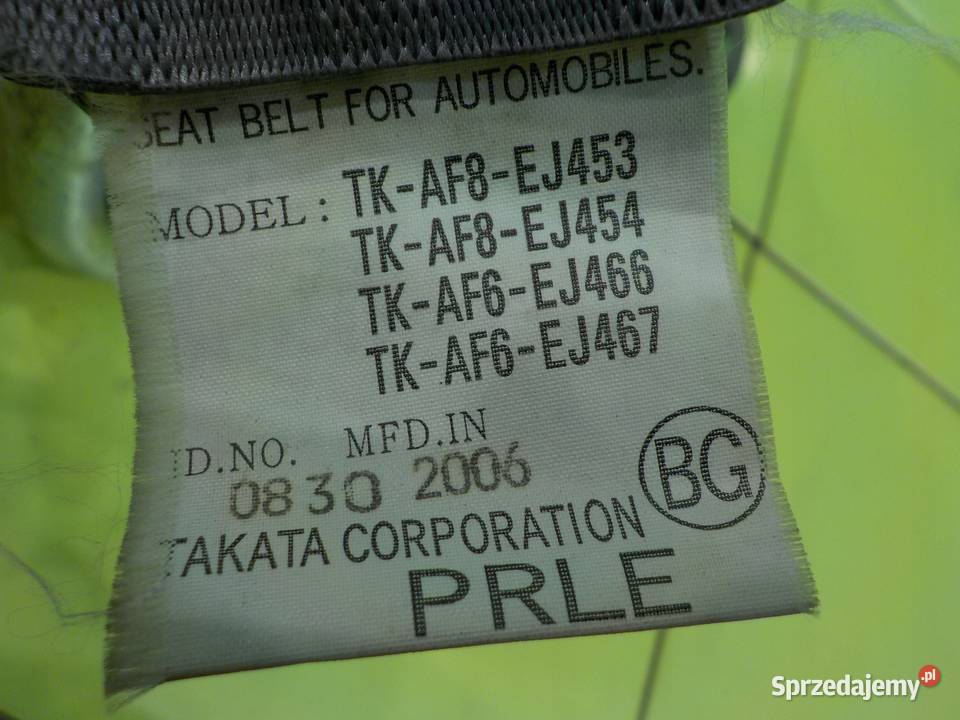 SEAT BELT FOR AUTOMOBILES.
MODEL : TK-AF8-EJ453
TK-AF8-EJ454
TK-AF6-EJ466
TK-AF6-EJ467
ID.NO. MFD.IN
0830 2006
BG
TAKATA CORPORATION
PRLE
Sprzedajemy.pl